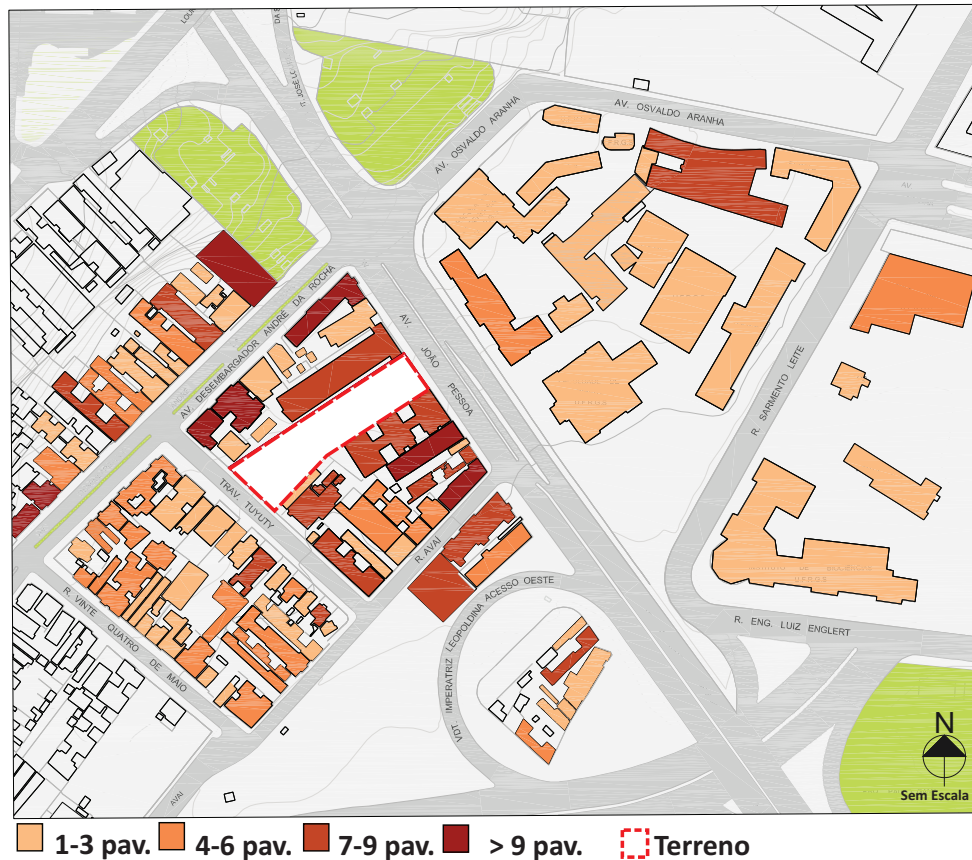 AV. OSVALDO ARANHA
AV. OSVALDO ARANHA
AV.
AV. DESEMBARGADOR ANDRÉ DA ROCHA
AV. JOÃO PESSOA
R. SARMENTO LEITE
UFRGS
TRAV. TUYUTY
R. AVAÍ
VDT. IMPERATRIZ LEOPOLDINA ACESSO OESTE
R. VINTE QUATRO DE MAIO
UFRGS
R. ENG. LUIZ ENGLERT
AVAI
N
Sem Escala
1-3 pav. 4-6 pav. 7-9 pav. > 9 pav. Terreno